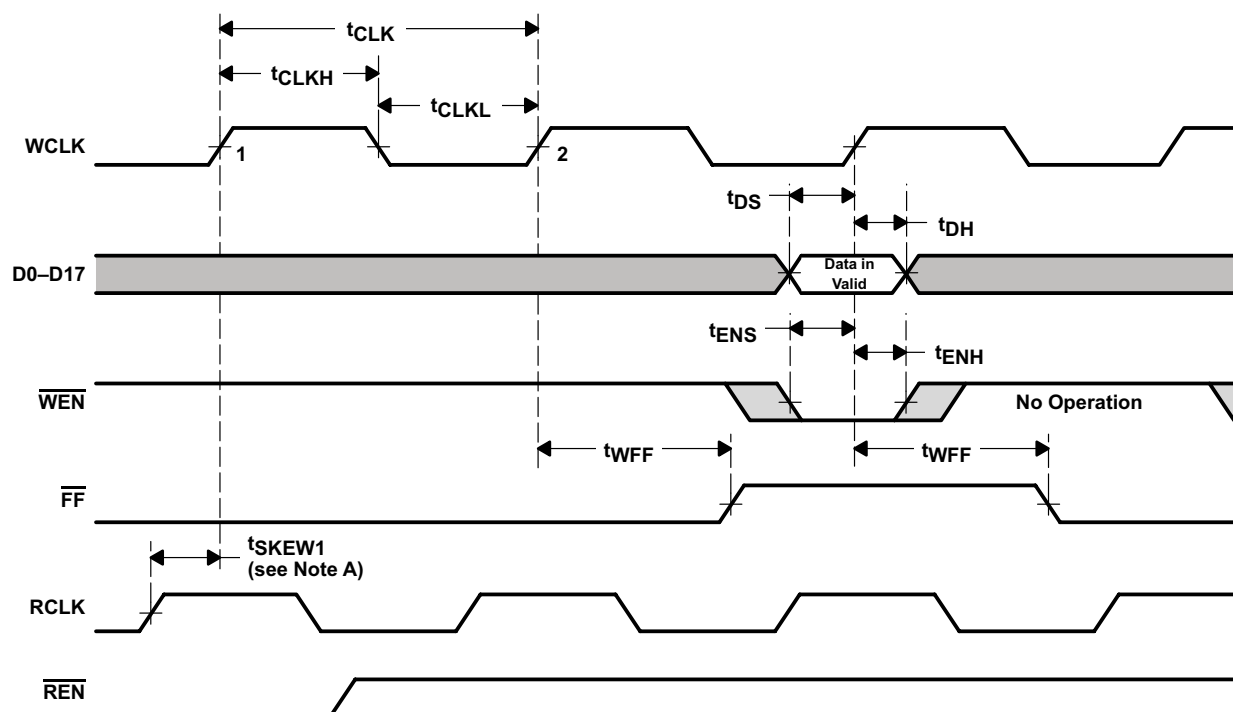 tCLK
tCLKH
tCLKL
WCLK
1
2
tDS
tDH
D0–D17
Data in
Valid
tENS
tENH
WEN
No Operation
tWFF
tWFF
FF
tSKEW1
(see Note A)
RCLK
REN